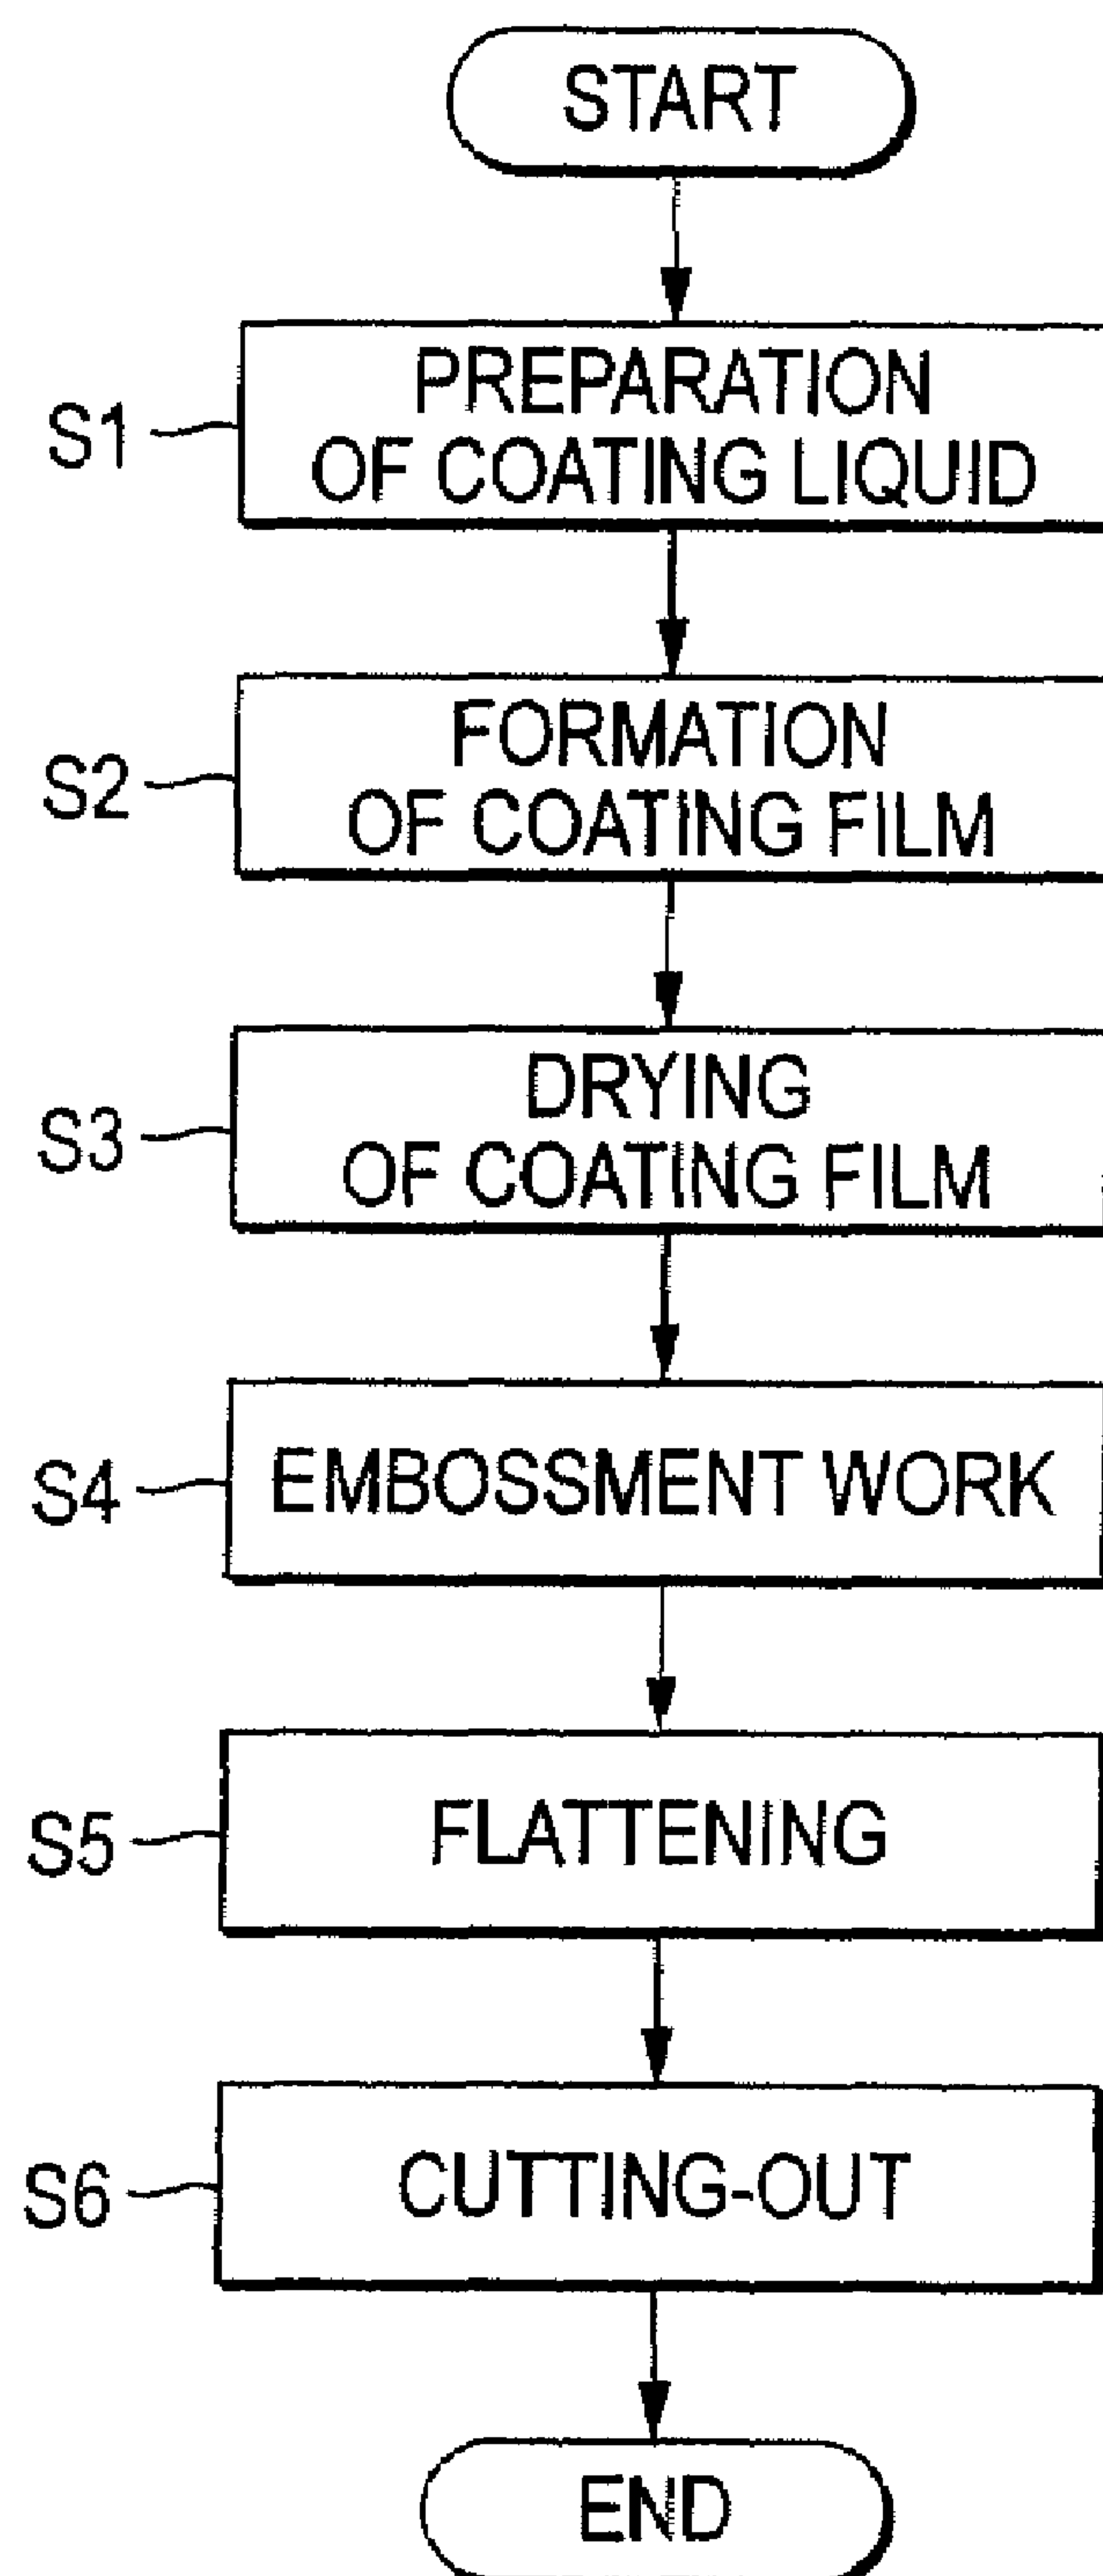 START
S1
PREPARATION
OF COATING LIQUID
S2
FORMATION
OF COATING FILM
S3
DRYING
OF COATING FILM
S4
EMBOSSMENT WORK
S5
FLATTENING
S6
CUTTING-OUT
END